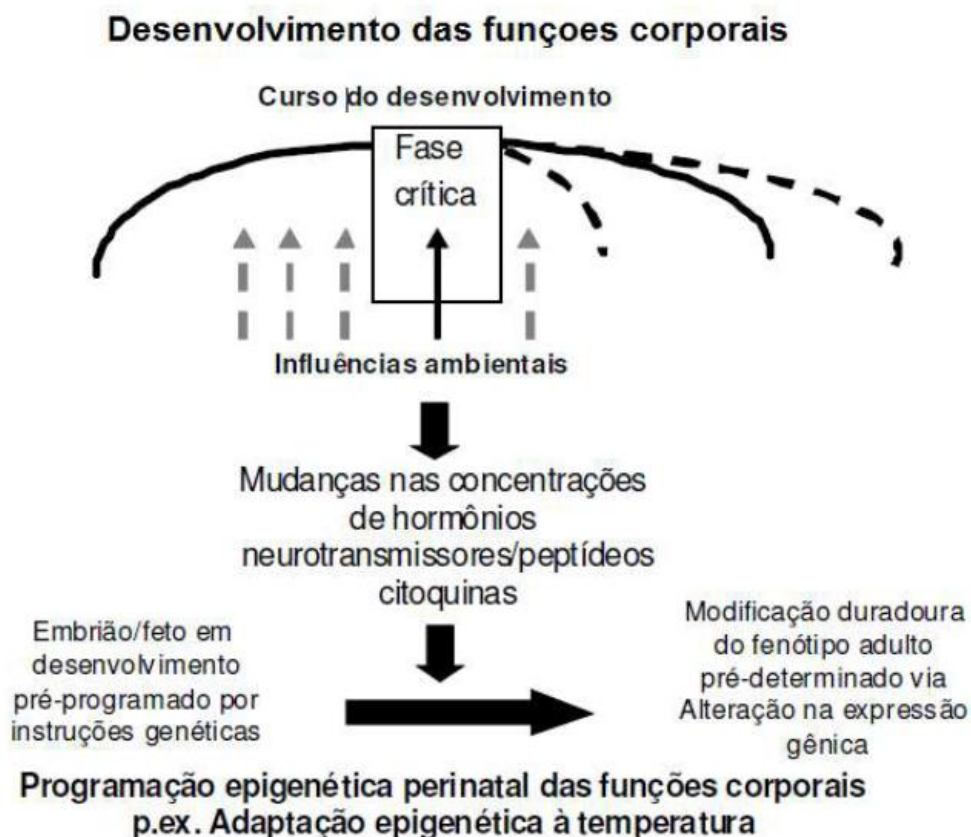 Desenvolvimento das funçoes corporais
Curso do desenvolvimento
Fase
crítica
Influências ambientais
Mudanças nas concentrações
de hormônios
neurotransmissores/peptídeos
citoquinas
Embrião/feto em
desenvolvimento
pré-programado por
instruções genéticas
Modificação duradoura
do fenótipo adulto
pré-determinado via
Alteração na expressão
gênica
Programação epigenética perinatal das funções corporais
p.ex. Adaptação epigenética à temperatura